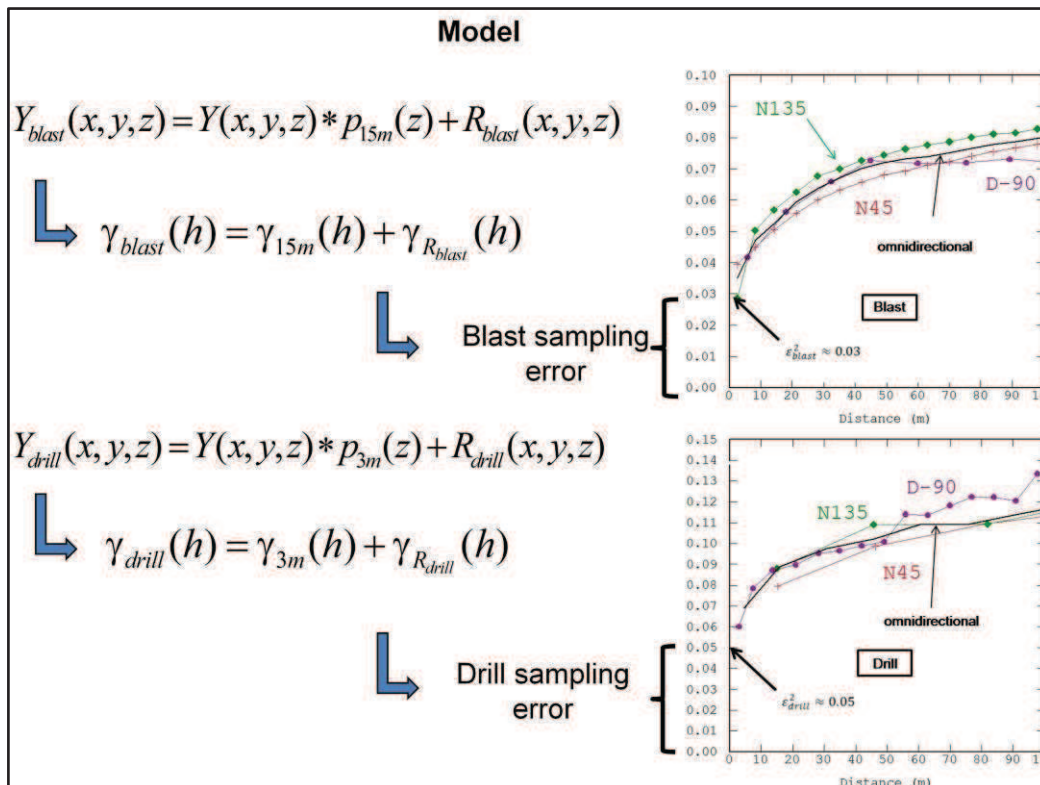 Model
Y_blast(x,y,z) = Y(x,y,z) * p_15m(z) + R_blast(x,y,z)
γ_blast(h) = γ_15m(h) + γ_R_blast(h)
Blast sampling
error
0.10
0.09
0.08
0.07
0.06
0.05
0.04
0.03
0.02
0.01
0.00
N135
D-90
N45
omnidirectional
Blast
ε²_blast ≈ 0.03
0 10 20 30 40 50 60 70 80 90 1
Distance (m)
Y_drill(x,y,z) = Y(x,y,z) * p_3m(z) + R_drill(x,y,z)
γ_drill(h) = γ_3m(h) + γ_R_drill(h)
Drill sampling
error
0.15
0.14
0.13
0.12
0.11
0.10
0.09
0.08
0.07
0.06
0.05
0.04
0.03
0.02
0.01
0.00
D-90
N135
N45
omnidirectional
Drill
ε²_drill ≈ 0.05
0 10 20 30 40 50 60 70 80 90 1
Distance (m)